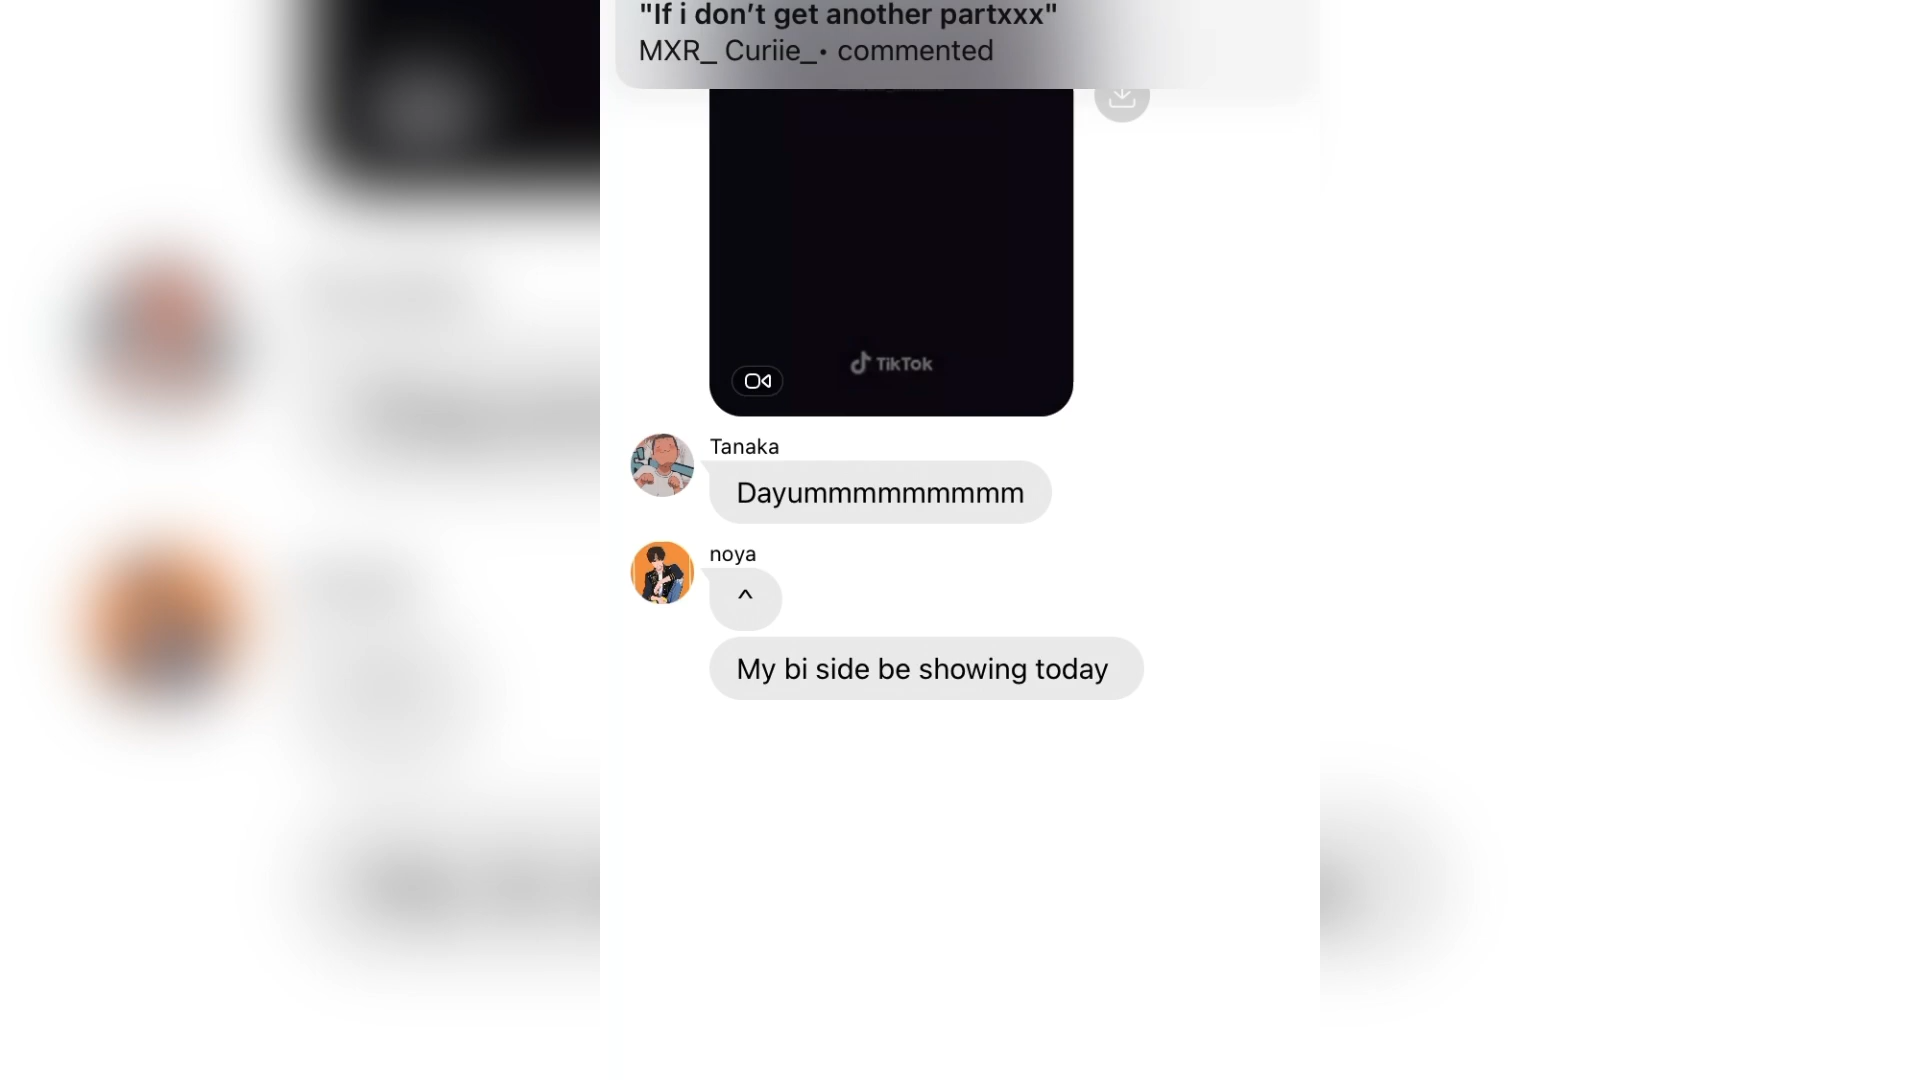 "If i don’t get another partxxx"
MXR_ Curiie_• commented
TikTok
Tanaka
Dayummmmmmmmm
noya
^
My bi side be showing today